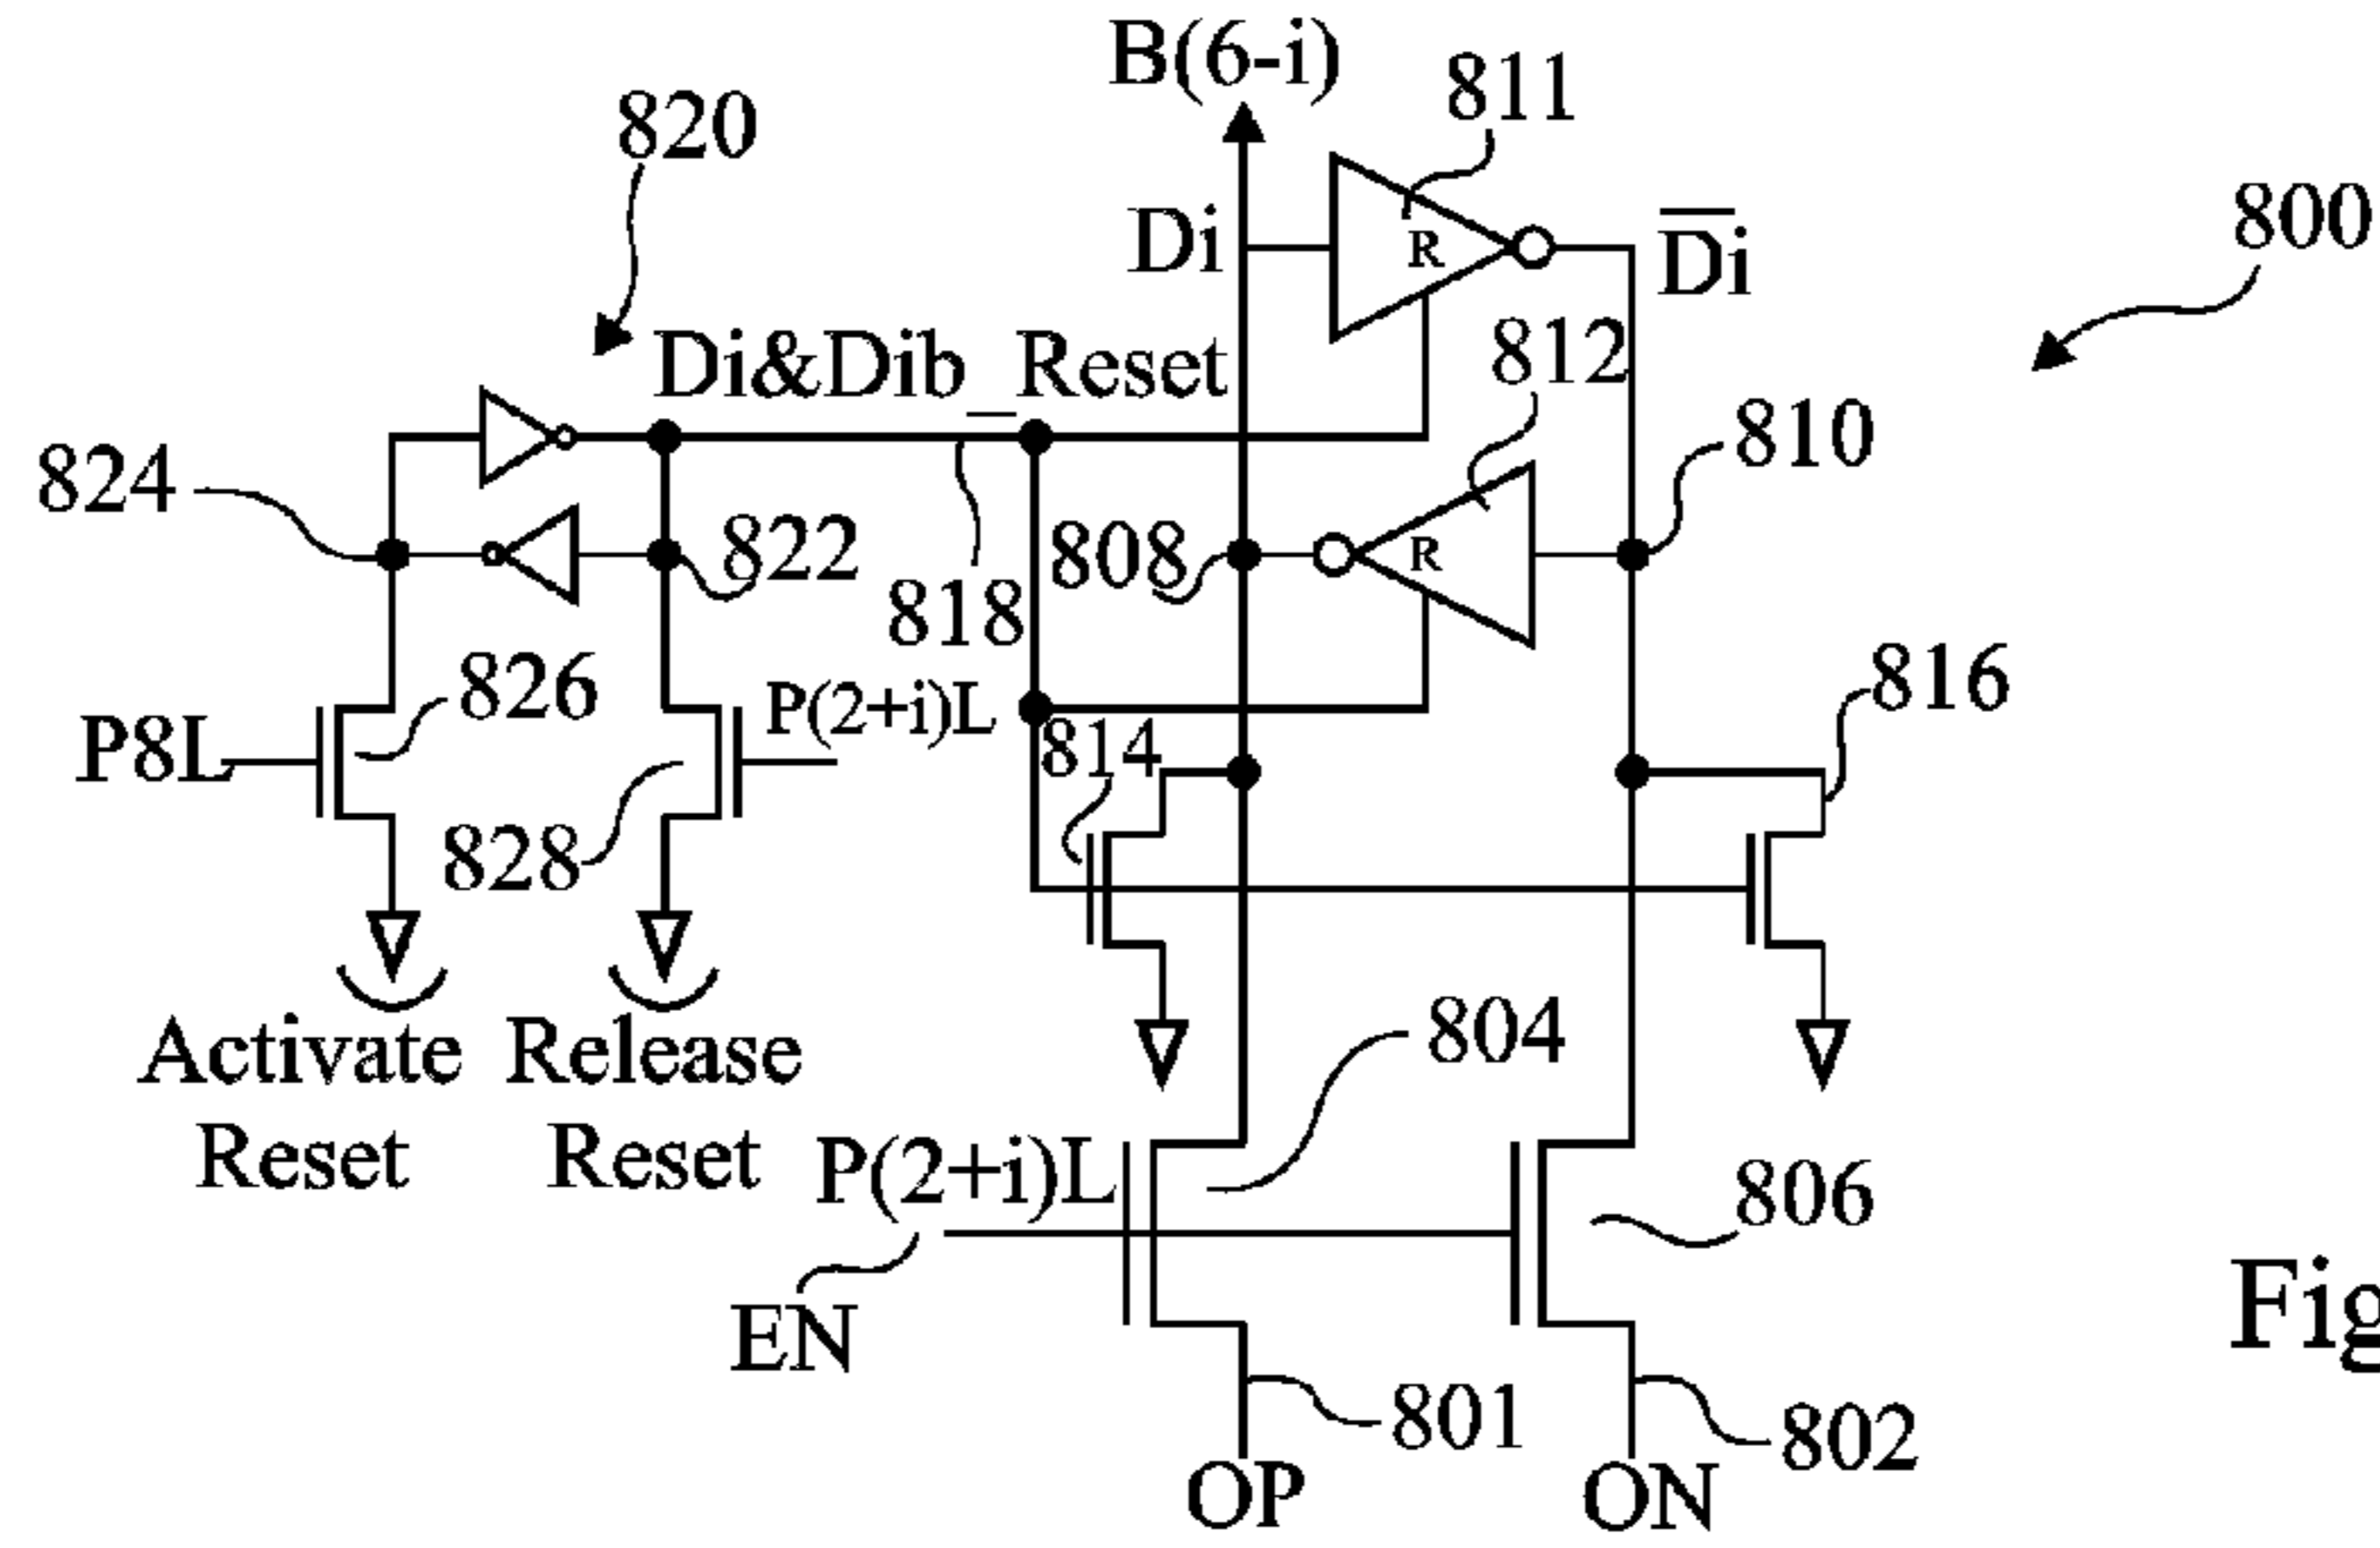 B(6-i)
811
820
Di
R
D̅i
800
Di&Dib_Reset
812
810
824
822
808
R
818
826
P(2+i)L
816
P8L
814
828
804
Activate
Reset
Release
Reset
P(2+i)L
806
EN
Fig
801
802
OP
ON